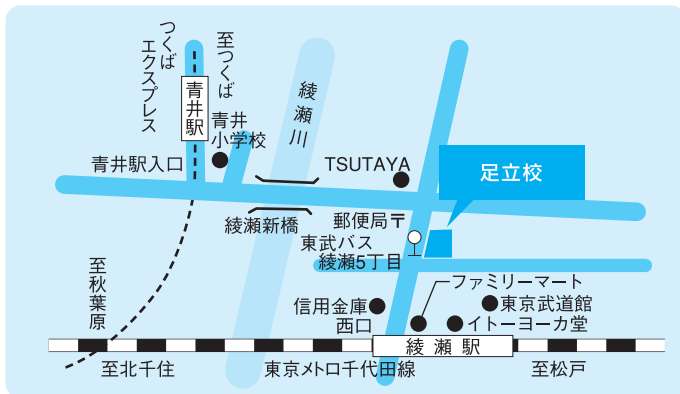 つくば
エクスプレス
至つくば
青井駅
青井
小学校
綾瀬川
青井駅入口
TSUTAYA
足立校
綾瀬新橋
郵便局〒
東武バス
綾瀬5丁目
至秋葉原
ファミリーマート
信用金庫
西口
東京武道館
イトーヨーカ堂
綾瀬駅
至北千住
東京メトロ千代田線
至松戸